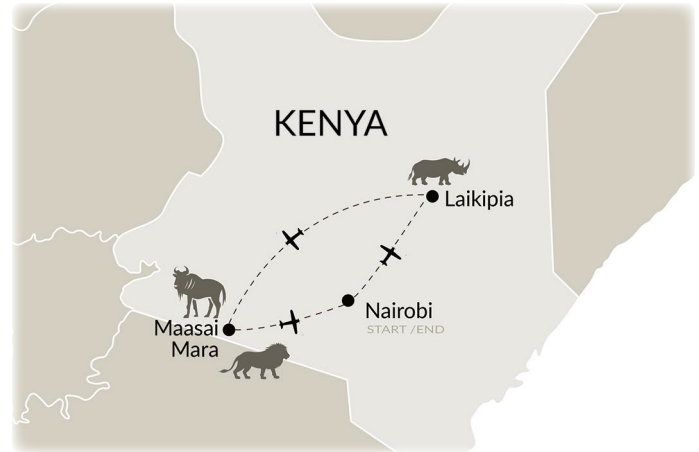 KENYA
Laikipia
Nairobi
START /END
Maasai
Mara